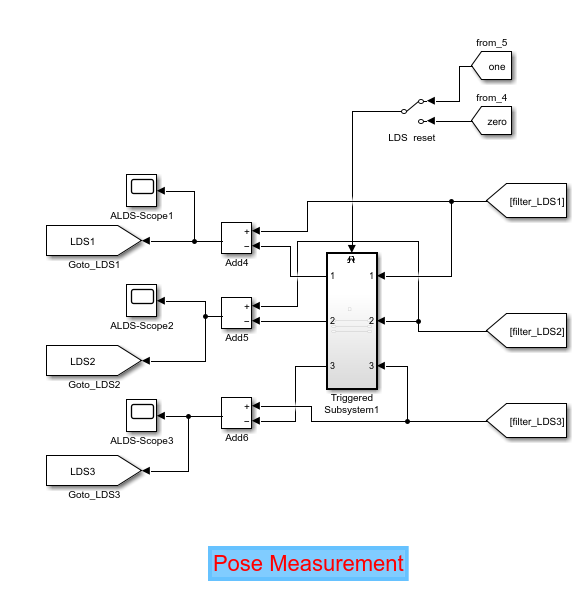 from_5
one
from_4
zero
LDS reset
ALDS-Scope1
[filter_LDS1]
+
−
LDS1
Goto_LDS1
Add4
1
1
ALDS-Scope2
+
−
2
2
[filter_LDS2]
Add5
LDS2
Goto_LDS2
3
3
Triggered
Subsystem1
ALDS-Scope3
+
−
[filter_LDS3]
Add6
LDS3
Goto_LDS3
Pose Measurement